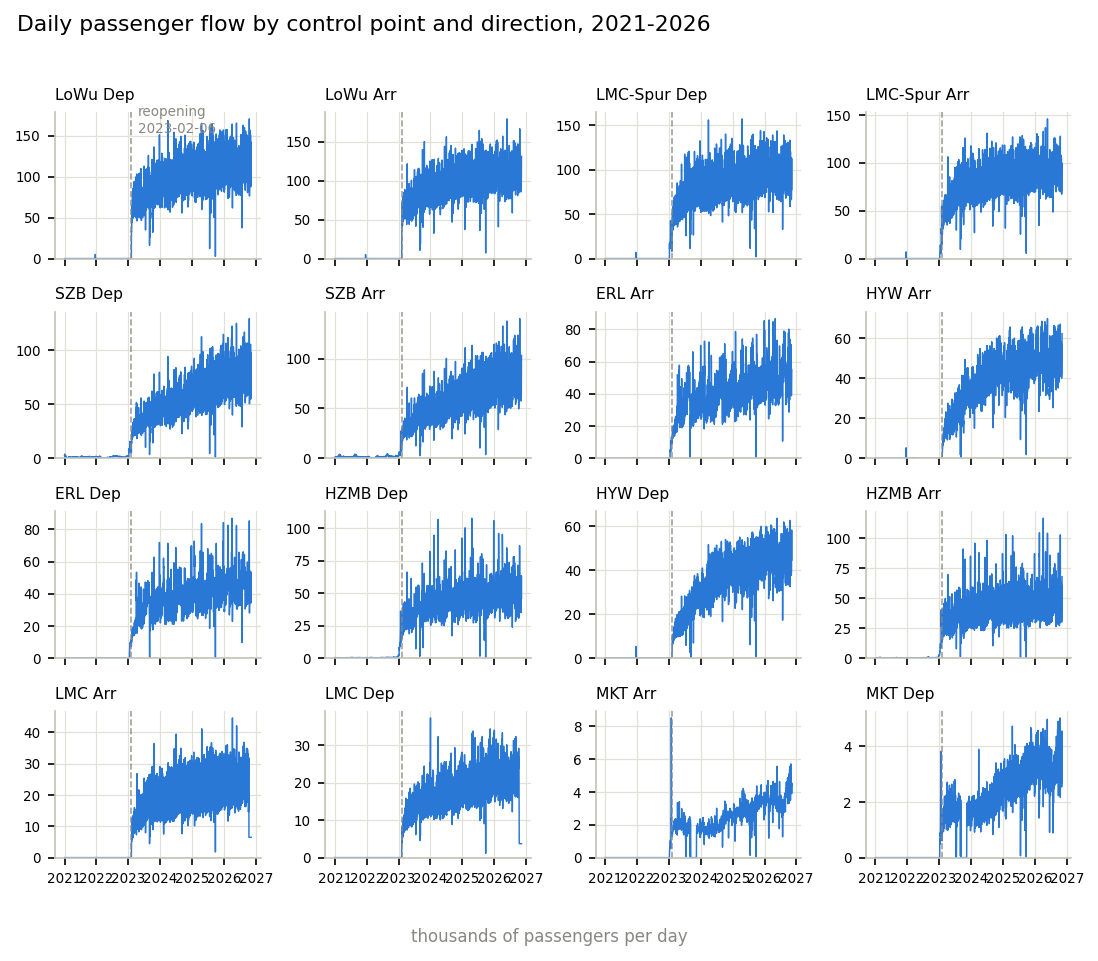 Daily passenger flow by control point and direction, 2021-2026
LoWu Dep
LoWu Arr
LMC-Spur Dep
LMC-Spur Arr
reopening
2023-02-06
150
100
50
0
150
100
50
0
150
100
50
0
150
100
50
0
SZB Dep
SZB Arr
ERL Arr
HYW Arr
100
50
0
100
50
0
80
60
40
20
0
60
40
20
0
ERL Dep
HZMB Dep
HYW Dep
HZMB Arr
80
60
40
20
0
100
75
50
25
0
60
40
20
0
100
75
50
25
0
LMC Arr
LMC Dep
MKT Arr
MKT Dep
40
30
20
10
0
30
20
10
0
8
6
4
2
0
4
2
0
2021 2022 2023 2024 2025 2026 2027
2021 2022 2023 2024 2025 2026 2027
2021 2022 2023 2024 2025 2026 2027
2021 2022 2023 2024 2025 2026 2027
thousands of passengers per day